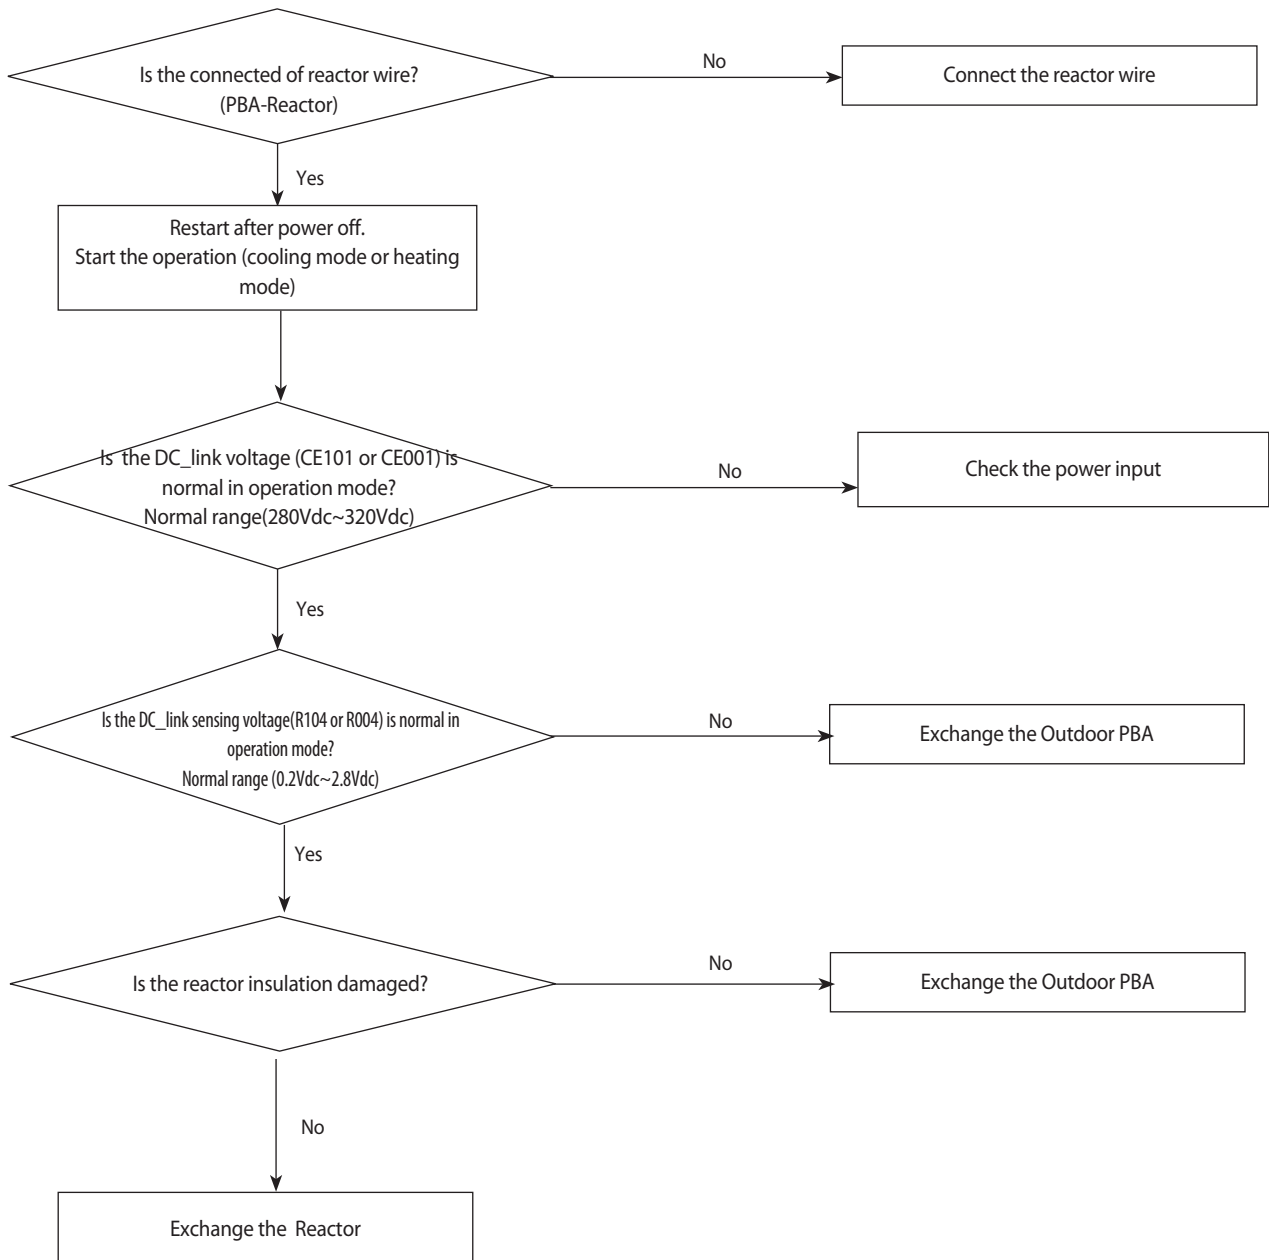 Is the connected of reactor wire?
(PBA-Reactor)
No
Connect the reactor wire
Yes
Restart after power off.
Start the operation (cooling mode or heating
mode)
Is the DC_link voltage (CE101 or CE001) is
normal in operation mode?
Normal range(280Vdc~320Vdc)
No
Check the power input
Yes
Is the DC_link sensing voltage(R104 or R004) is normal in
operation mode?
Normal range (0.2Vdc~2.8Vdc)
No
Exchange the Outdoor PBA
Yes
Is the reactor insulation damaged?
No
Exchange the Outdoor PBA
No
Exchange the Reactor